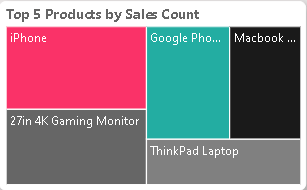 Top 5 Products by Sales Count
iPhone
Google Pho...
Macbook ...
27in 4K Gaming Monitor
ThinkPad Laptop